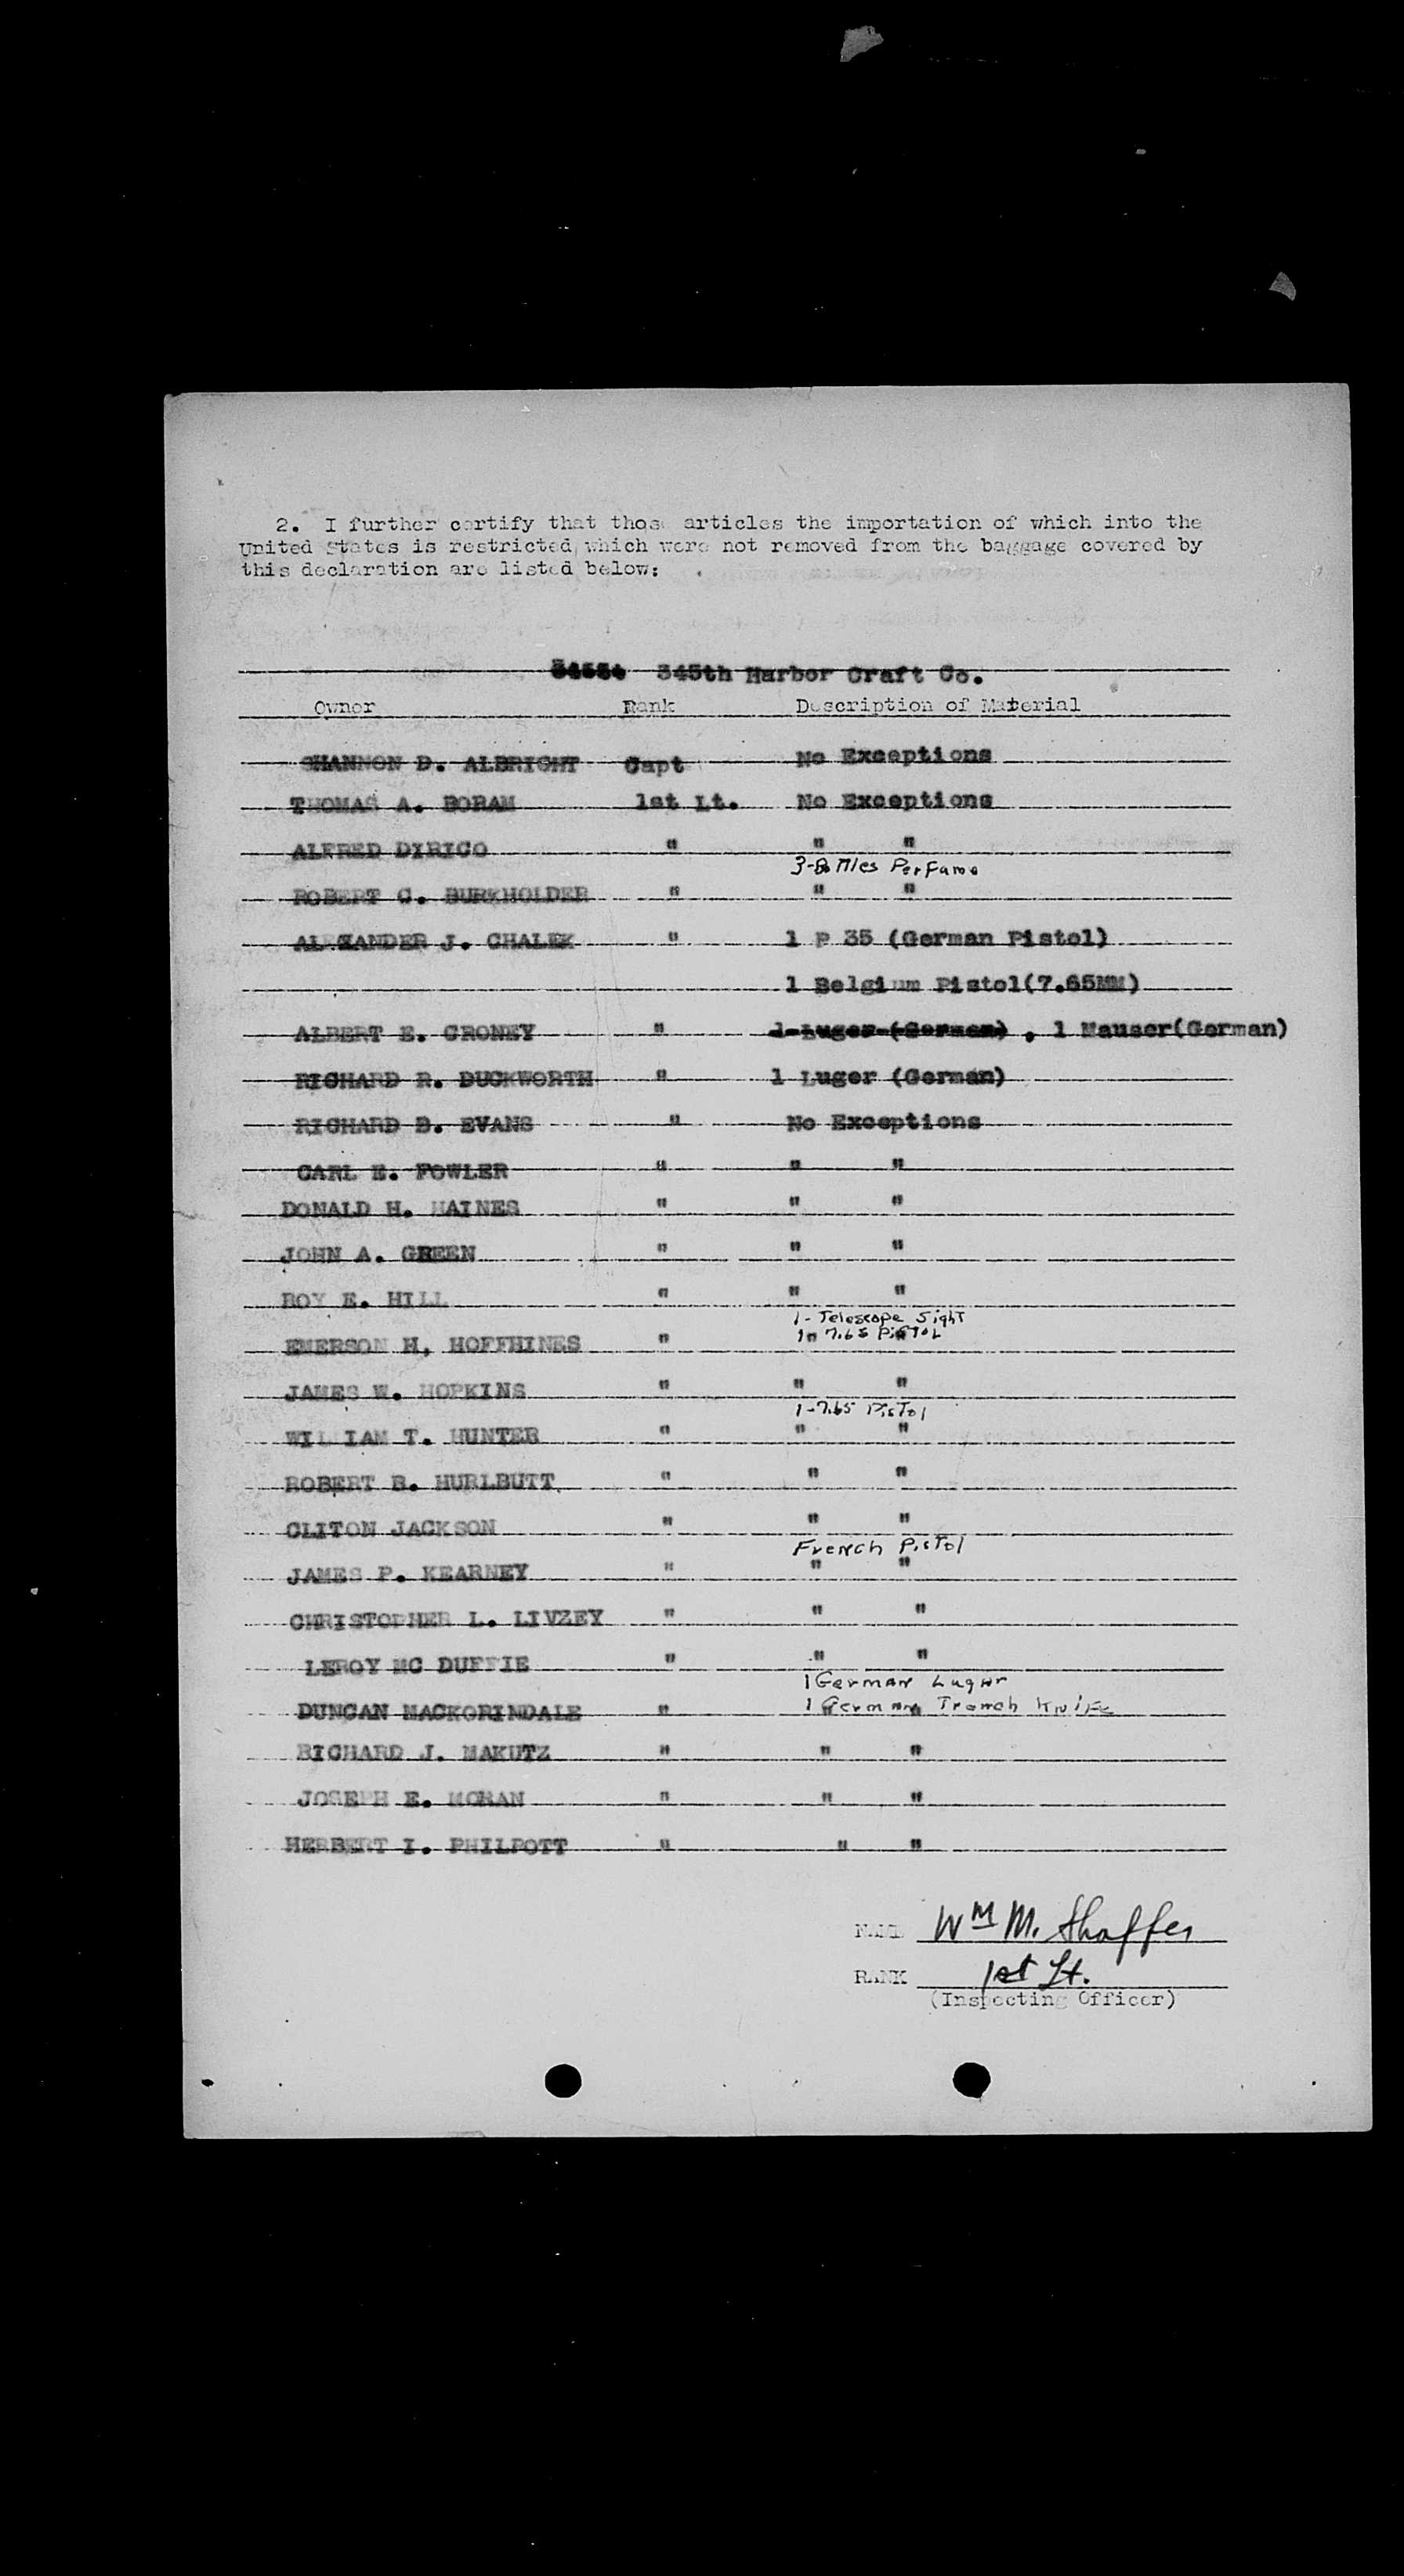 2. I further certify that those articles the importation of which into the
United States is restricted, which were not removed from the baggage covered by
this declaration are listed below:
345th Harbor Craft Co.
Owner Rank Description of Material
SHANNON D. ALBRIGHT Capt No Exceptions
THOMAS A. BORAM 1st Lt. No Exceptions
ALFRED DIRICO " " "
3-Bottles Perfume
ROBERT C. BURKHOLDER " " "
ALEXANDER J. CHALEK " 1 P 35 (German Pistol)
1 Belgium Pistol(7.65MM)
ALBERT E. CRONEY " 1 Luger (German) , 1 Mauser(German)
RICHARD R. DUCKWORTH " 1 Luger (German)
RICHARD B. EVANS " No Exceptions
CARL E. FOWLER " " "
DONALD H. HAINES " " "
JOHN A. GREEN " " "
ROY E. HILL " " "
1- Telescope Sight
EMERSON H. HOFFHINES " 1- 7.65 PISTOL
JAMES W. HOPKINS " " "
1-7.65 Pistol
WILLIAM T. HUNTER " " "
ROBERT B. HURLBUTT " " "
CLITON JACKSON " " "
French Pistol
JAMES P. KEARNEY " " "
CHRISTOPHER L. LIVZEY " " "
LEROY MC DUFFIE " " "
1 German Luger
DUNCAN MACKORINDALE " 1 German Trench Knife
RICHARD J. MAKUTZ " " "
JOSEPH E. MORAN " " "
HERBERT I. PHILPOTT " " "
NAME Wm M. Shaffer
RANK 1st Lt.
(Inspecting Officer)